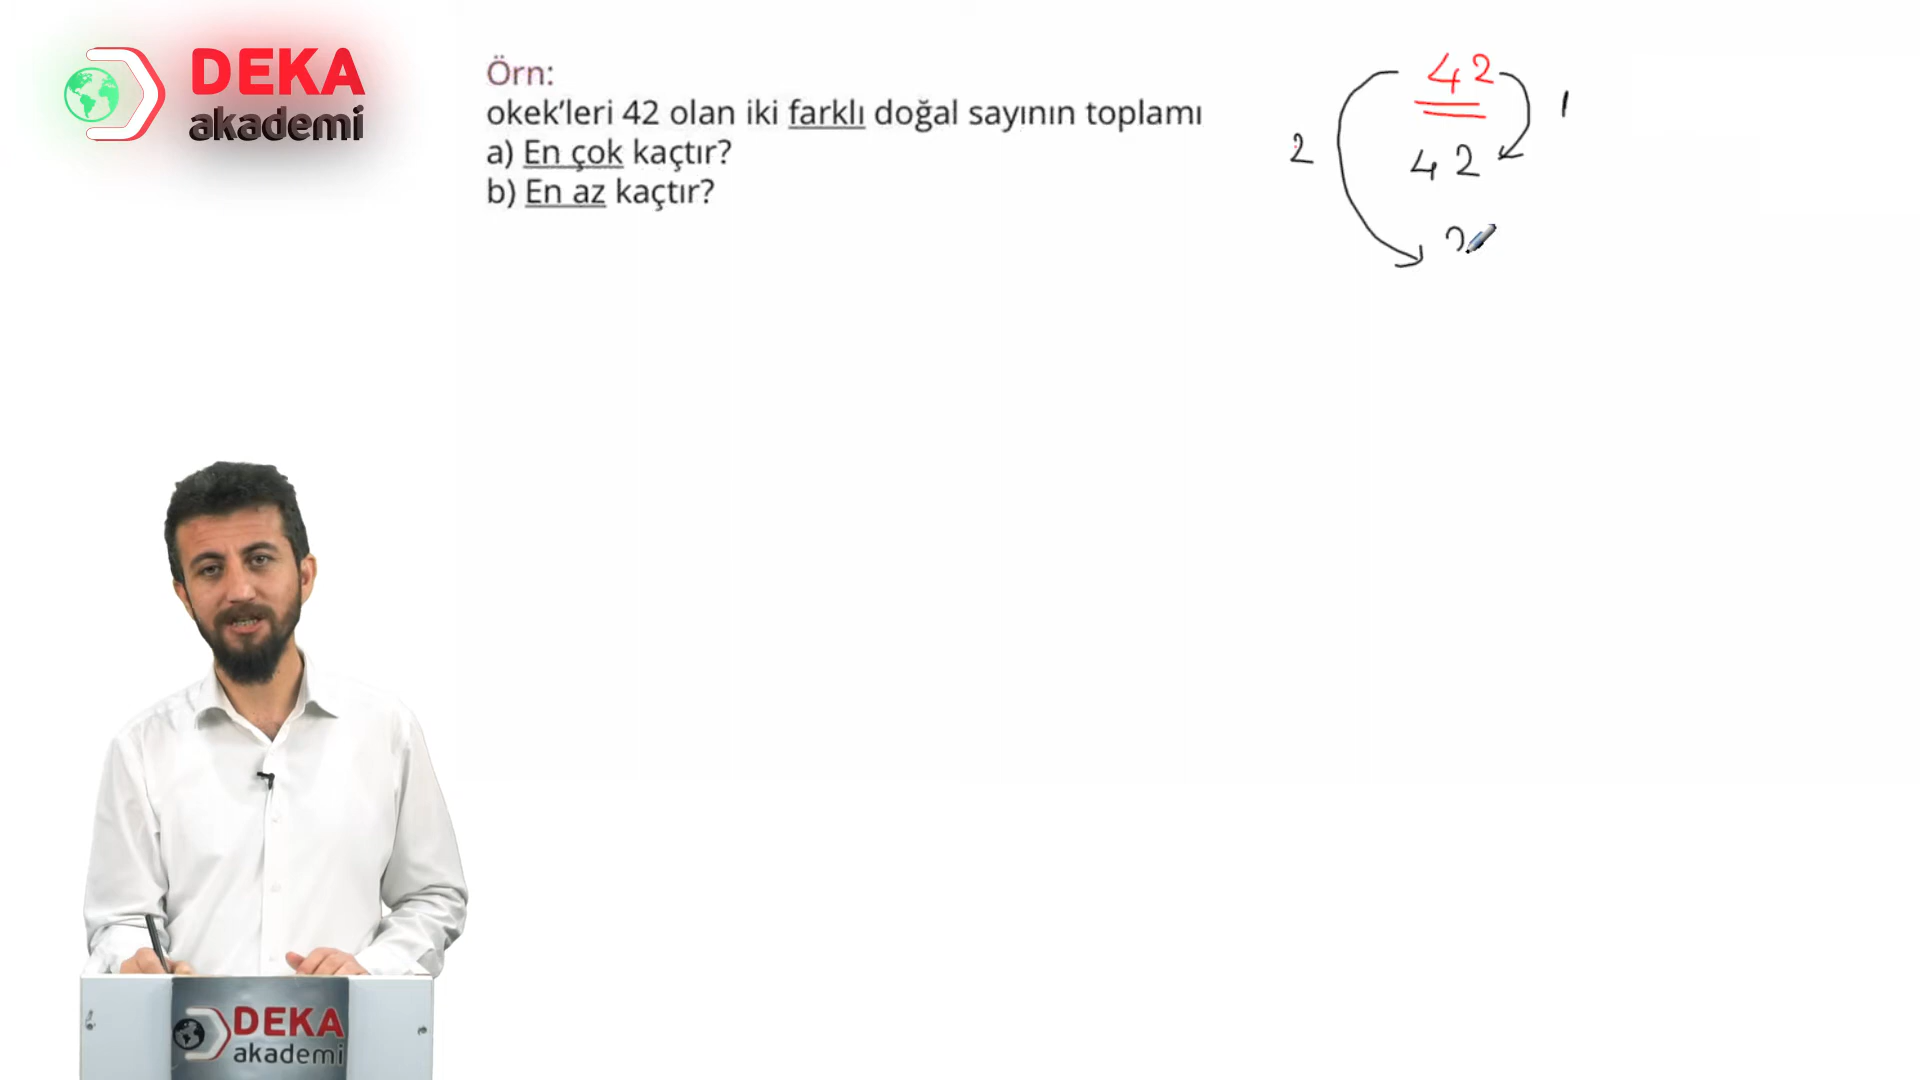 DEKA
akademi
Örn:
okek’leri 42 olan iki farklı doğal sayının toplamı
a) En çok kaçtır?
b) En az kaçtır?
42
1
2
42
2
DEKA
akademi